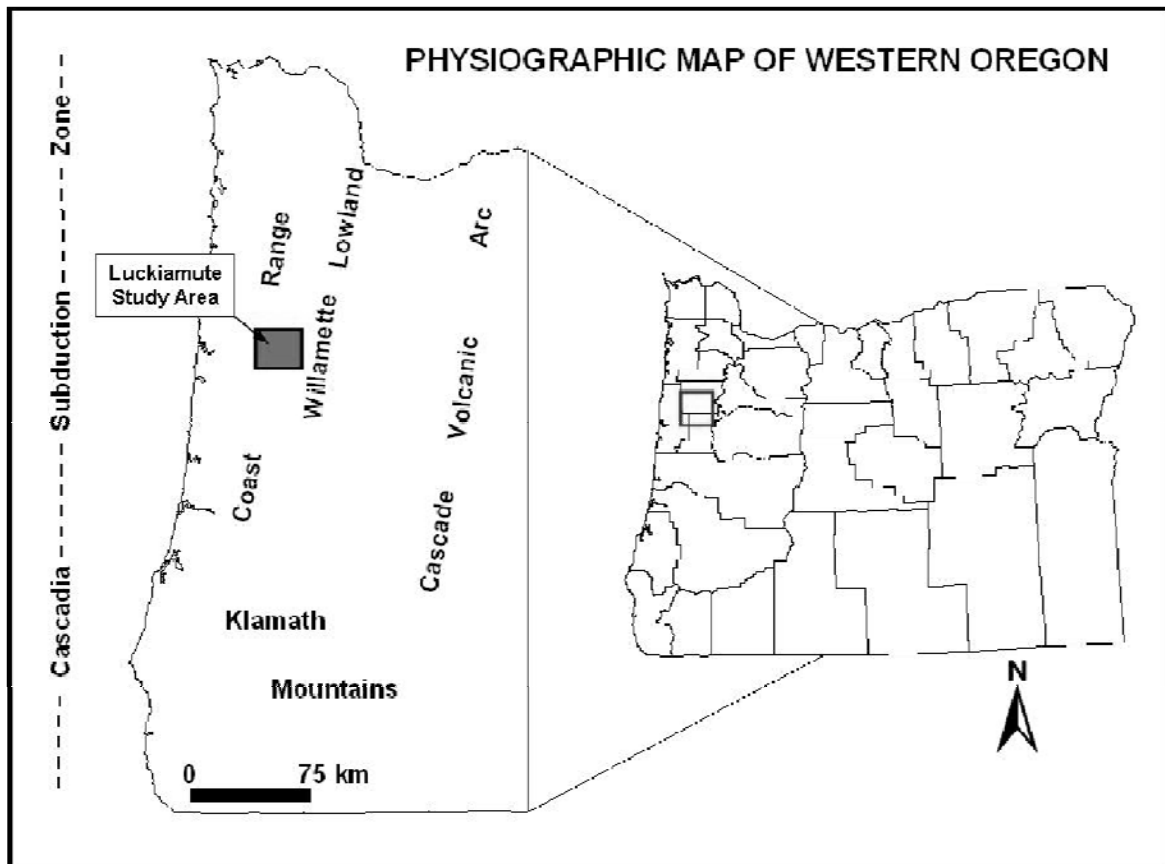 PHYSIOGRAPHIC MAP OF WESTERN OREGON
Cascadia Subduction Zone
Luckiamute
Study Area
Coast Range
Willamette Lowland
Cascade Volcanic Arc
Klamath
Mountains
0 75 km
N